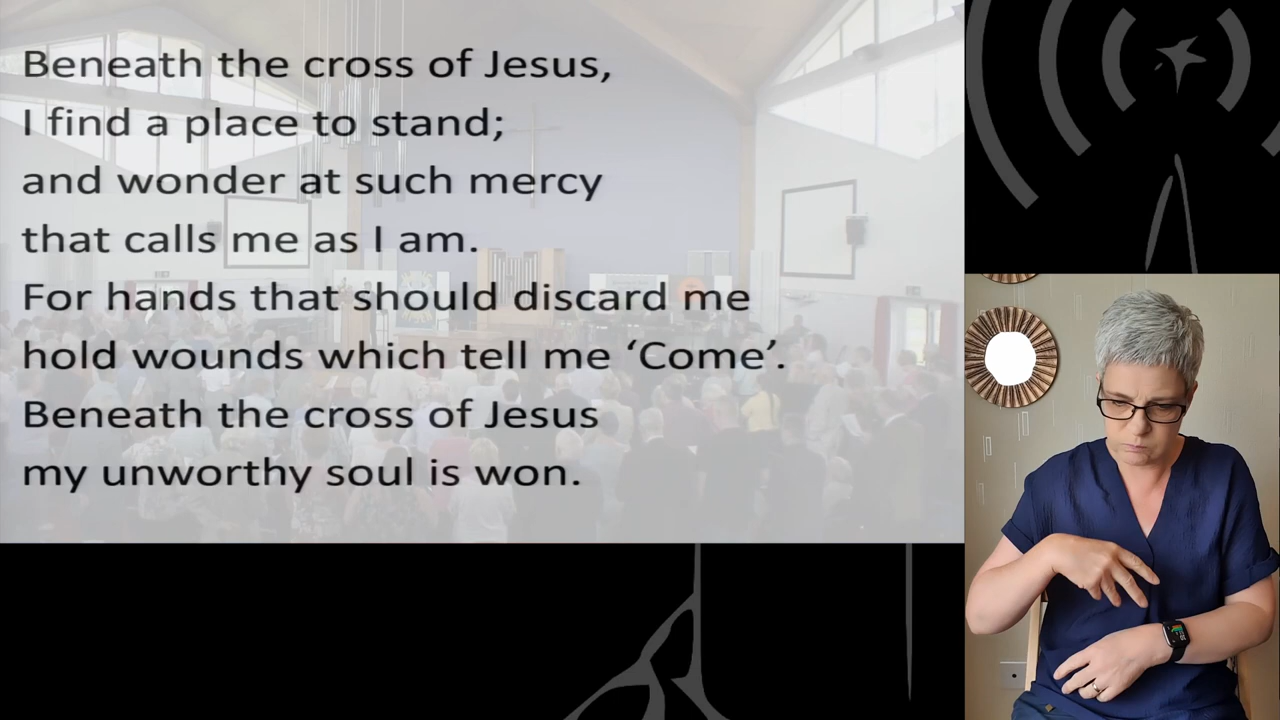 Beneath the cross of Jesus,
I find a place to stand;
and wonder at such mercy
that calls me as I am.
For hands that should discard me
hold wounds which tell me ‘Come’.
Beneath the cross of Jesus
my unworthy soul is won.